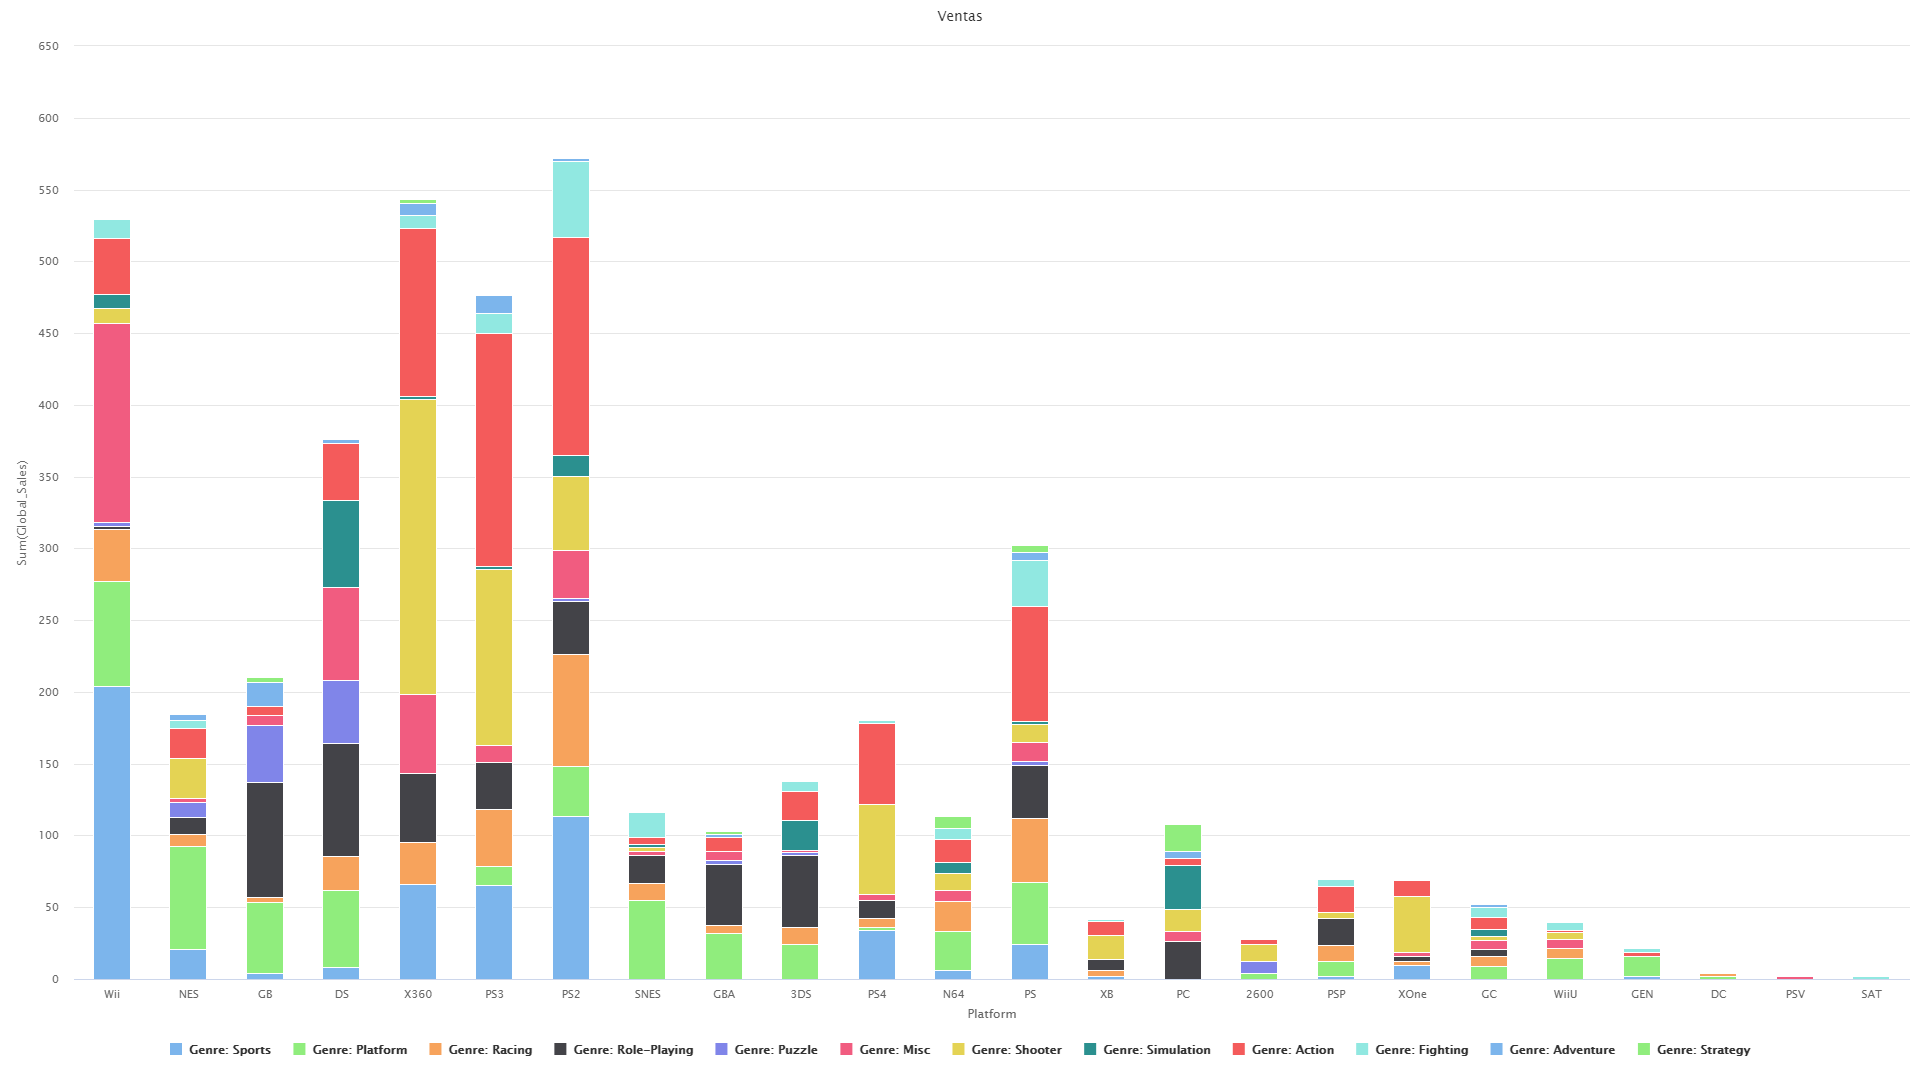 Ventas
650
600
550
500
450
400
350
300
250
200
150
100
50
0
Sum(Global_Sales)
Wii NES GB DS X360 PS3 PS2 SNES GBA 3DS PS4 N64 PS XB PC 2600 PSP XOne GC WiiU GEN DC PSV SAT
Platform
Genre: Sports Genre: Platform Genre: Racing Genre: Role-Playing Genre: Puzzle Genre: Misc Genre: Shooter Genre: Simulation Genre: Action Genre: Fighting Genre: Adventure Genre: Strategy